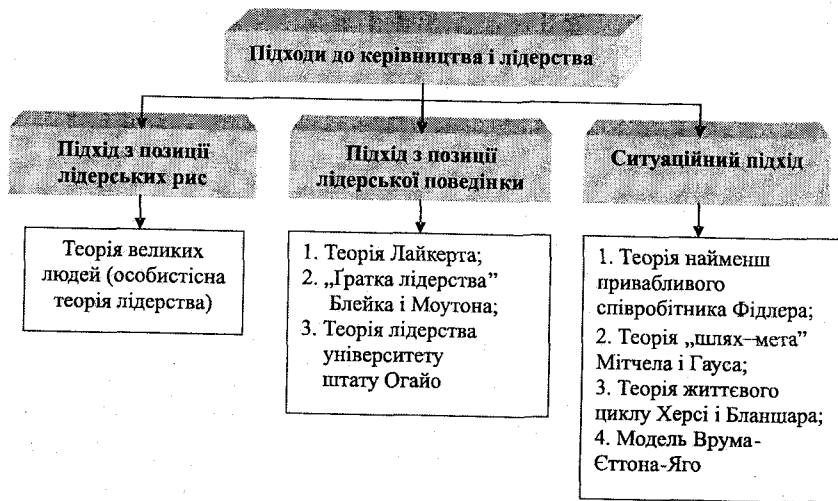 Підходи до керівництва і лідерства
Підхід з позиції
лідерських рис
Теорія великих
людей (особистісна
теорія лідерства)
Підхід з позиції
лідерської поведінки
1. Теорія Лайкерта;
2. „Ґратка лідерства”
Блейка і Моутона;
3. Теорія лідерства
університету
штату Огайо
Ситуаційний підхід
1. Теорія найменш
привабливого
співробітника Фідлера;
2. Теорія „шлях–мета”
Мітчела і Гауса;
3. Теорія життєвого
циклу Херсі і Бланшара;
4. Модель Врума-
Єттона-Яго